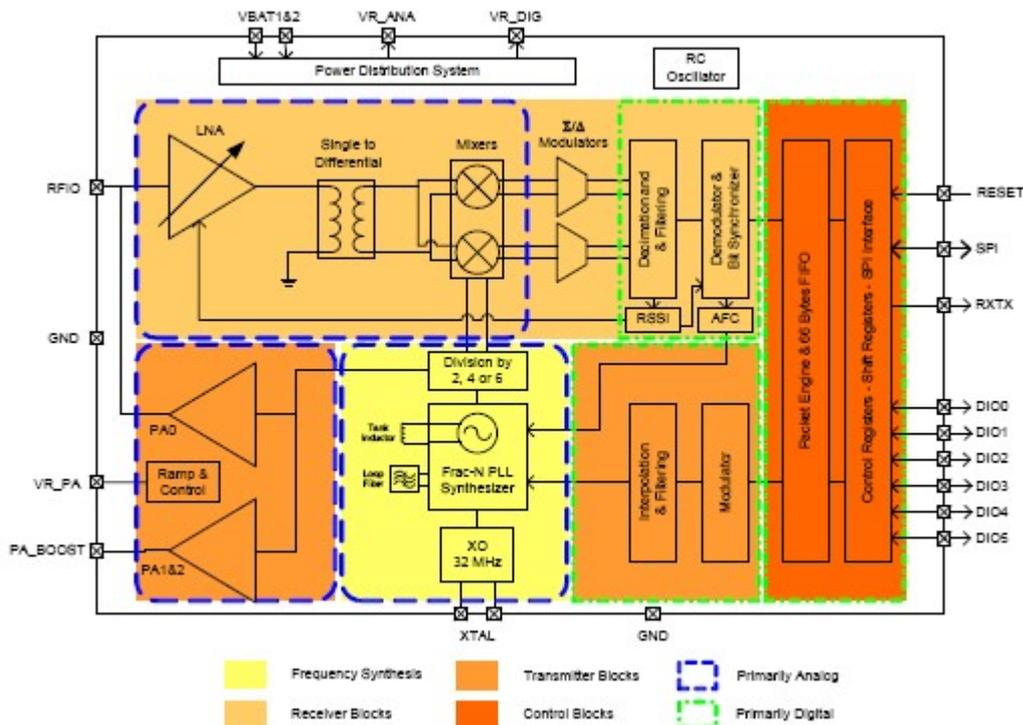 VBAT1&2
VR_ANA
VR_DIG
Power Distribution System
RC
Oscillator
LNA
Single to
Differential
Mixers
Σ/Δ
Modulators
RFIO
Decimation and
& Filtering
Demodulator &
Bit Synchronizer
Packet Engine & 66 Bytes FIFO
Control Registers - Shift Registers - SPI Interface
RESET
SPI
RXTX
RSSI
AFC
GND
Division by
2, 4 or 6
PA0
Tank
Inductor
Loop
Filter
Frac-N PLL
Synthesizer
Interpolation
& Filtering
Modulator
DIO0
DIO1
DIO2
DIO3
DIO4
DIO5
VR_PA
Ramp &
Control
PA_BOOST
PA1&2
XO
32 MHz
XTAL
GND
Frequency Synthesis
Transmitter Blocks
Primarily Analog
Receiver Blocks
Control Blocks
Primarily Digital